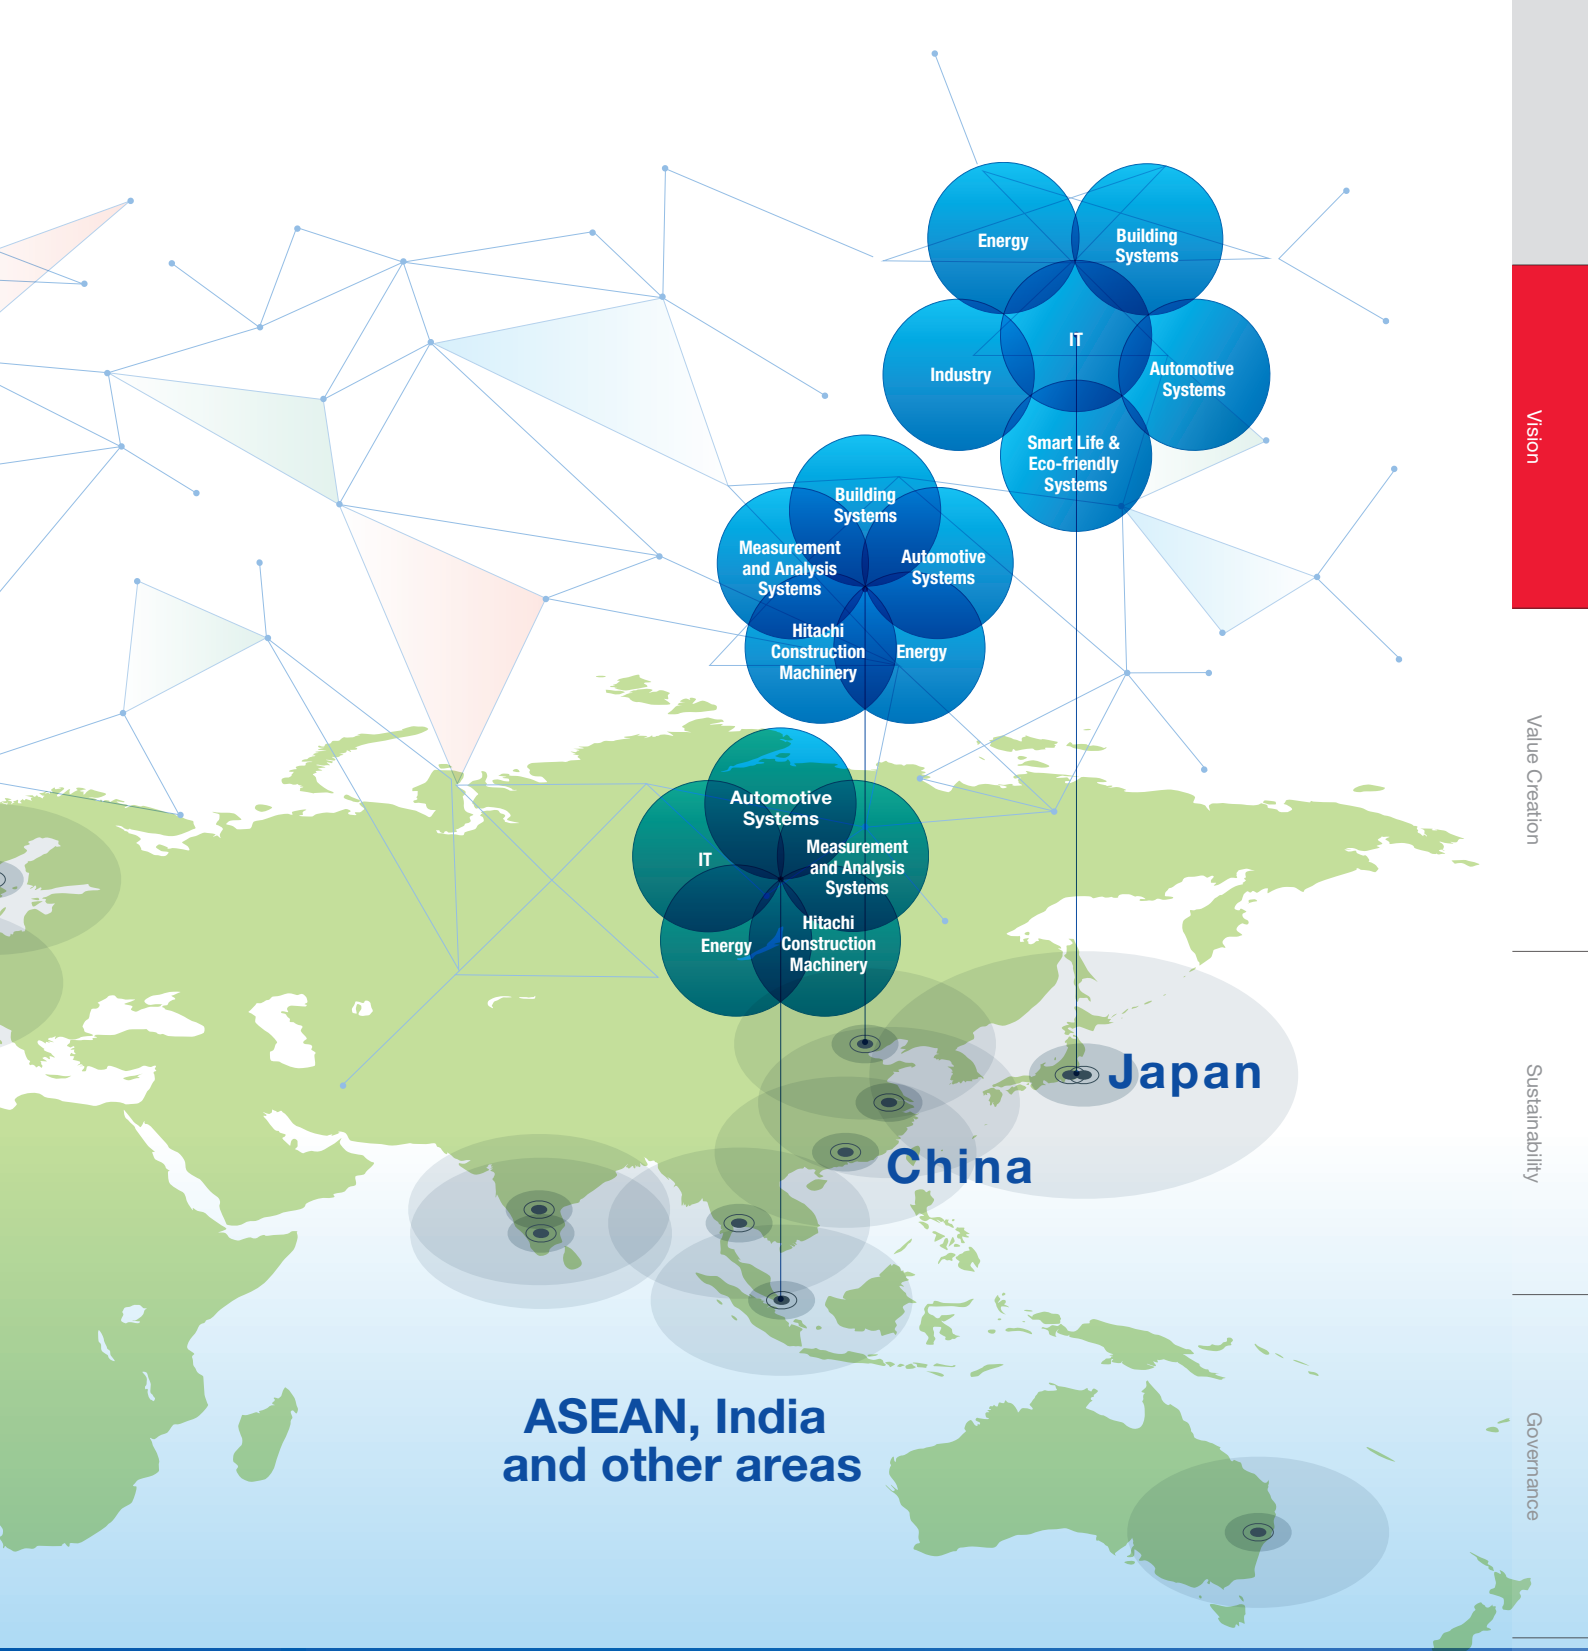 Energy
Building
Systems
IT
Industry
Automotive
Systems
Smart Life &
Eco-friendly
Systems
Building
Systems
Measurement
and Analysis
Systems
Automotive
Systems
Hitachi
Construction
Machinery
Energy
Automotive
Systems
IT
Measurement
and Analysis
Systems
Energy
Hitachi
Construction
Machinery
Japan
China
ASEAN, India
and other areas
Vision
Value Creation
Sustainability
Governance